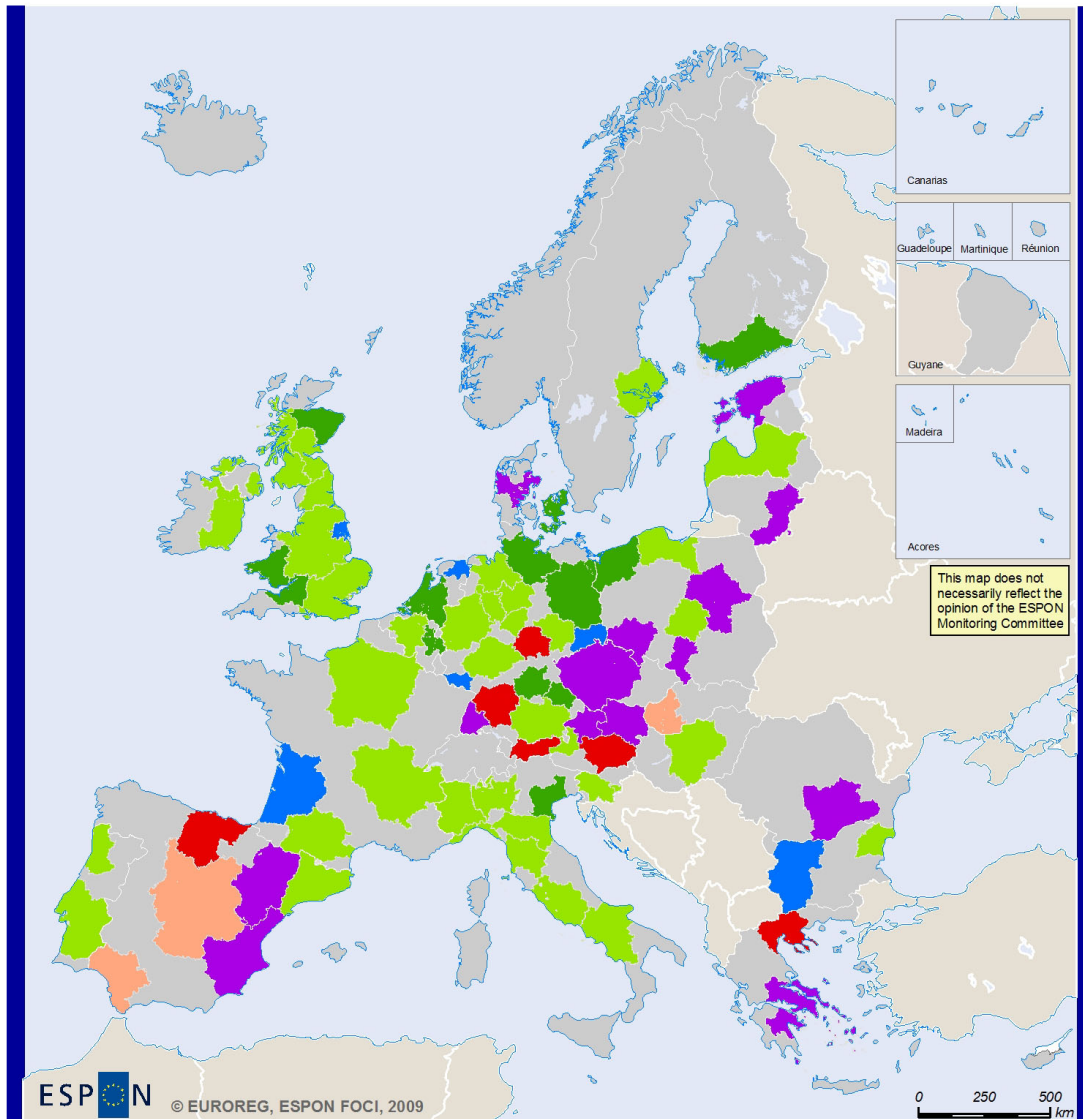 Canarias
Guadeloupe
Martinique
Réunion
Guyane
Madeira
Acores
This map does not
necessarily reflect the
opinion of the ESPON
Monitoring Committee
ESPON
© EUROREG, ESPON FOCI, 2009
0 250 500
km